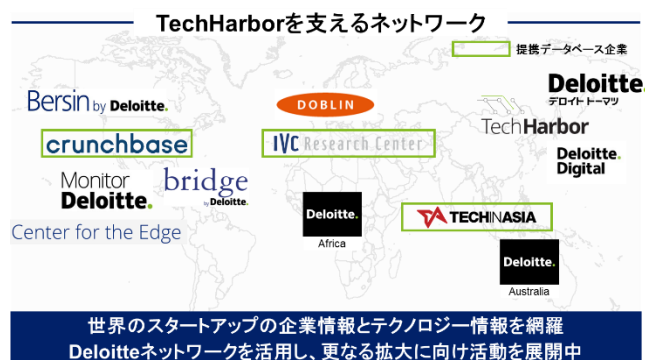 TechHarborを支えるネットワーク
提携データベース企業
Bersin by Deloitte.
DOBLIN
Deloitte.
デロイト トーマツ
TechHarbor
crunchbase
IVC Research Center
Deloitte.
Digital
Monitor
Deloitte.
bridge
by Deloitte.
Center for the Edge
Deloitte.
Africa
TECHINASIA
Deloitte.
Australia
世界のスタートアップの企業情報とテクノロジー情報を網羅
Deloitteネットワークを活用し、更なる拡大に向け活動を展開中